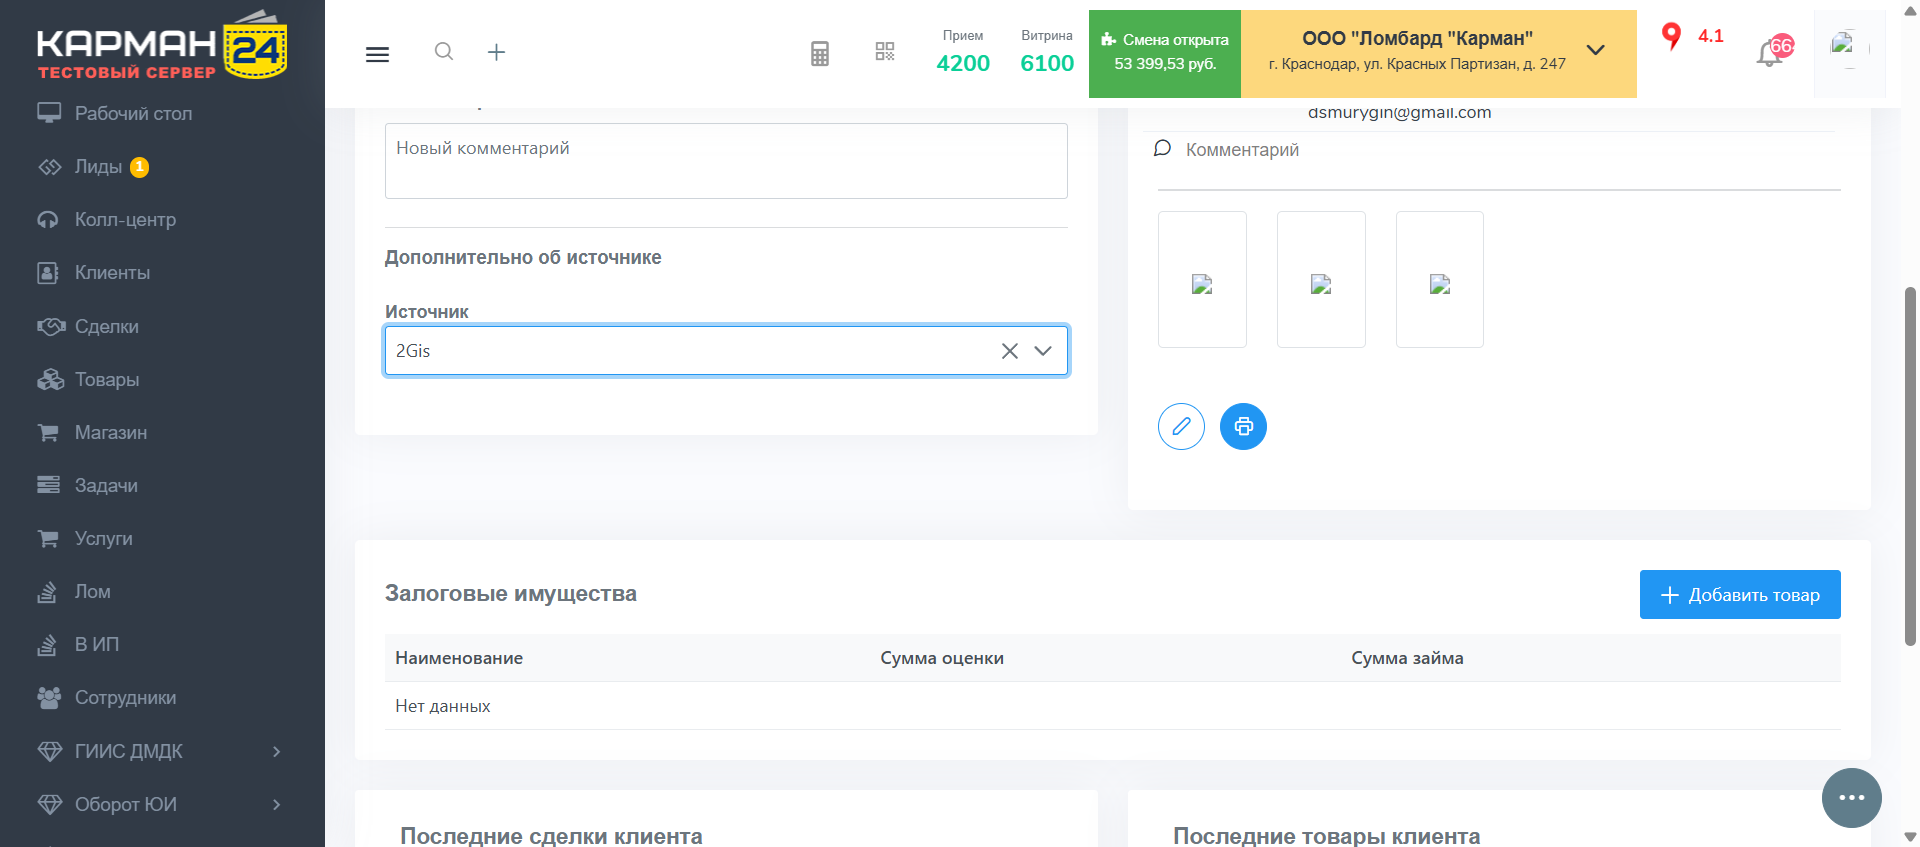 КАРМАН 24
ТЕСТОВЫЙ СЕРВЕР
Рабочий стол
Лиды 1
Колл-центр
Клиенты
Сделки
Товары
Магазин
Задачи
Услуги
Лом
В ИП
Сотрудники
ГИИС ДМДК
Оборот ЮИ
Прием
4200
Витрина
6100
Смена открыта
53 399,53 руб.
ООО "Ломбард "Карман"
г. Краснодар, ул. Красных Партизан, д. 247
4.1
Новый комментарий
Дополнительно об источнике
Источник
2Gis
dsmurygin@gmail.com
Комментарий
Залоговые имущества
Добавить товар
Наименование Сумма оценки Сумма займа
Нет данных
Последние сделки клиента
Последние товары клиента